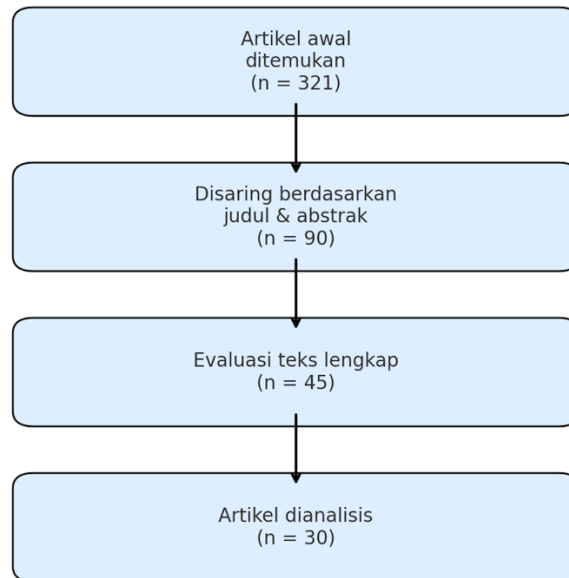 Artikel awal
ditemukan
(n = 321)
Disaring berdasarkan
judul & abstrak
(n = 90)
Evaluasi teks lengkap
(n = 45)
Artikel dianalisis
(n = 30)